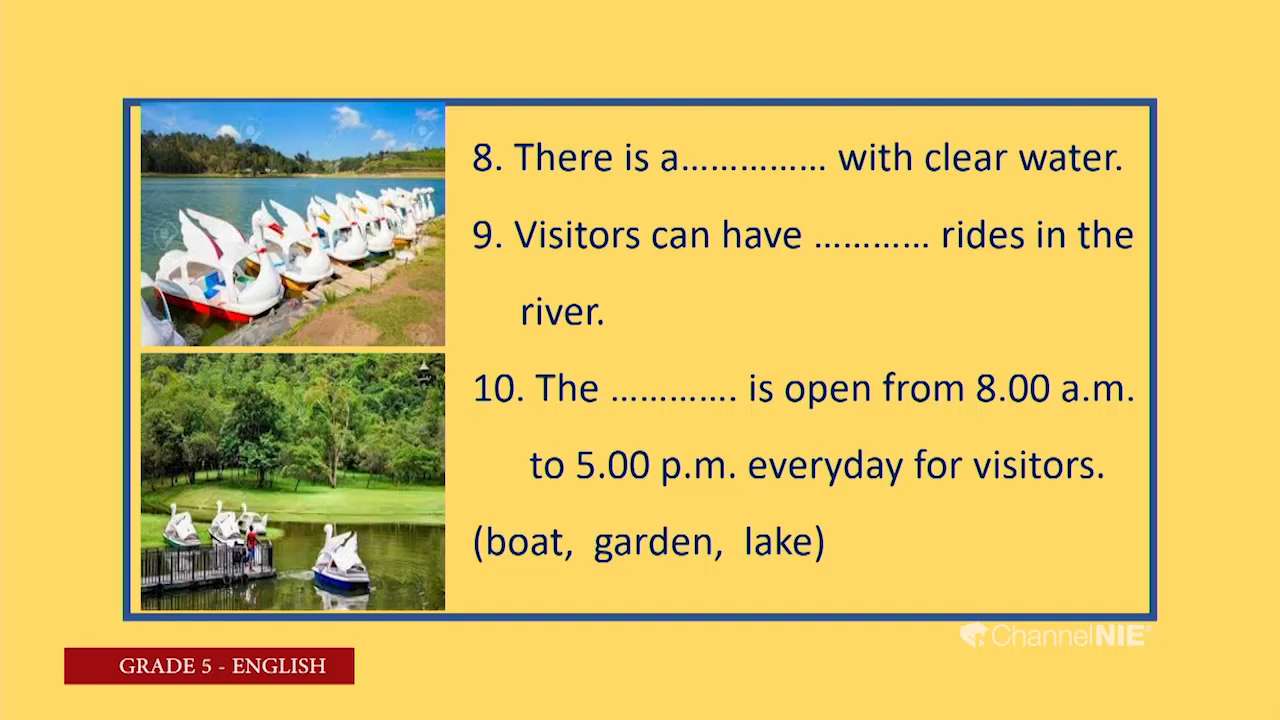 8. There is a…………… with clear water.
9. Visitors can have ………… rides in the
river.
10. The …………. is open from 8.00 a.m.
to 5.00 p.m. everyday for visitors.
(boat, garden, lake)
ChannelNIE
GRADE 5 - ENGLISH